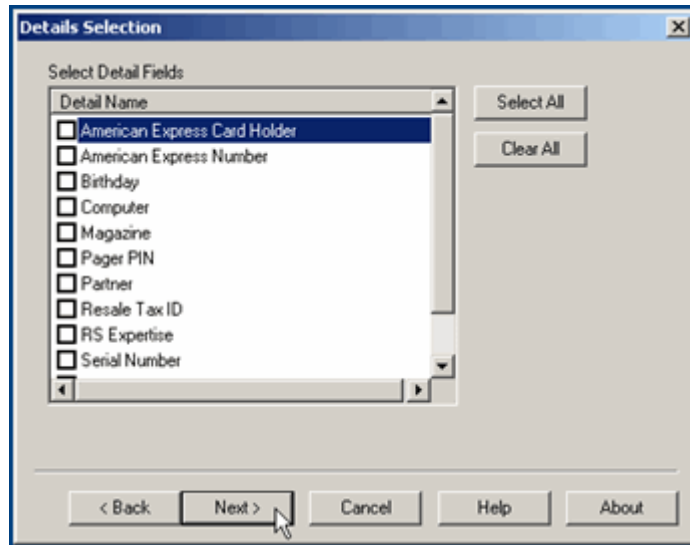 Details Selection
Select Detail Fields
Detail Name
American Express Card Holder
American Express Number
Birthday
Computer
Magazine
Pager PIN
Partner
Resale Tax ID
RS Expertise
Serial Number
Select All
Clear All
< Back Next > Cancel Help About